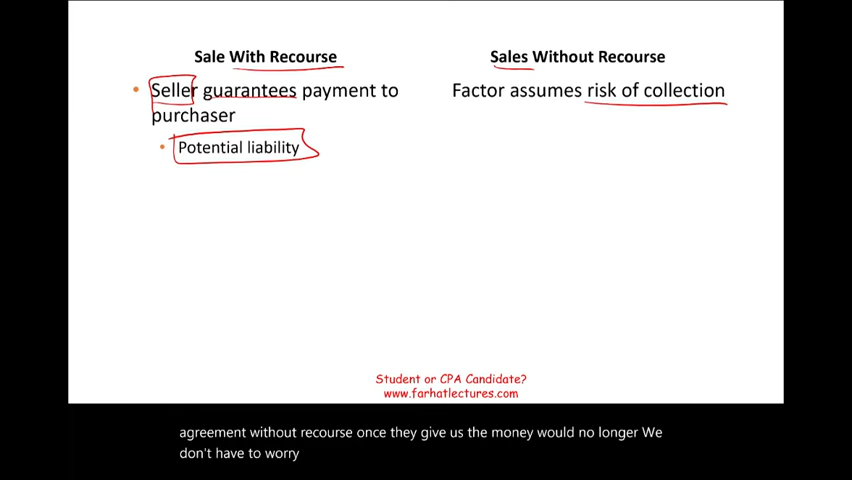 Sale With Recourse
Sales Without Recourse
• Seller guarantees payment to
purchaser
• Potential liability
Factor assumes risk of collection
Student or CPA Candidate?
www.farhatlectures.com
agreement without recourse once they give us the money would no longer We
don't have to worry